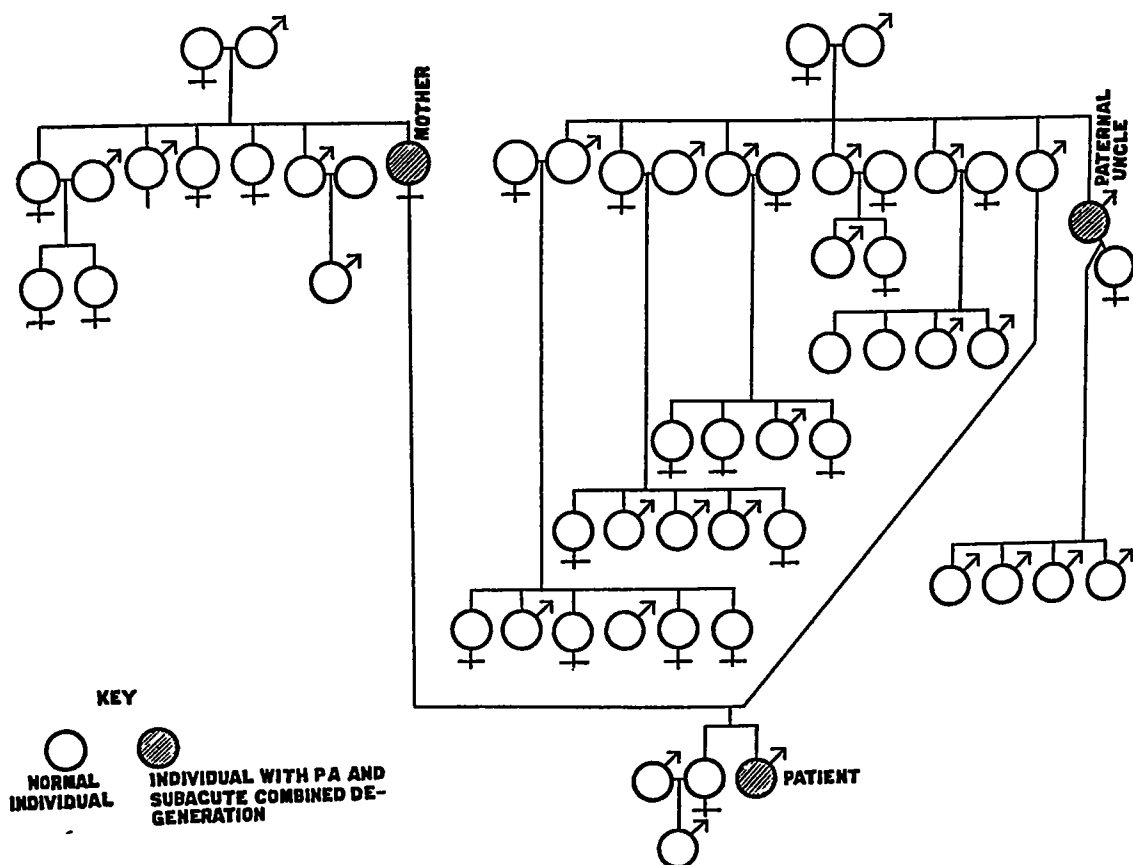 MOTHER
PATERNAL
UNCLE
KEY
NORMAL
INDIVIDUAL
INDIVIDUAL WITH PA AND
SUBACUTE COMBINED DE-
GENERATION
PATIENT